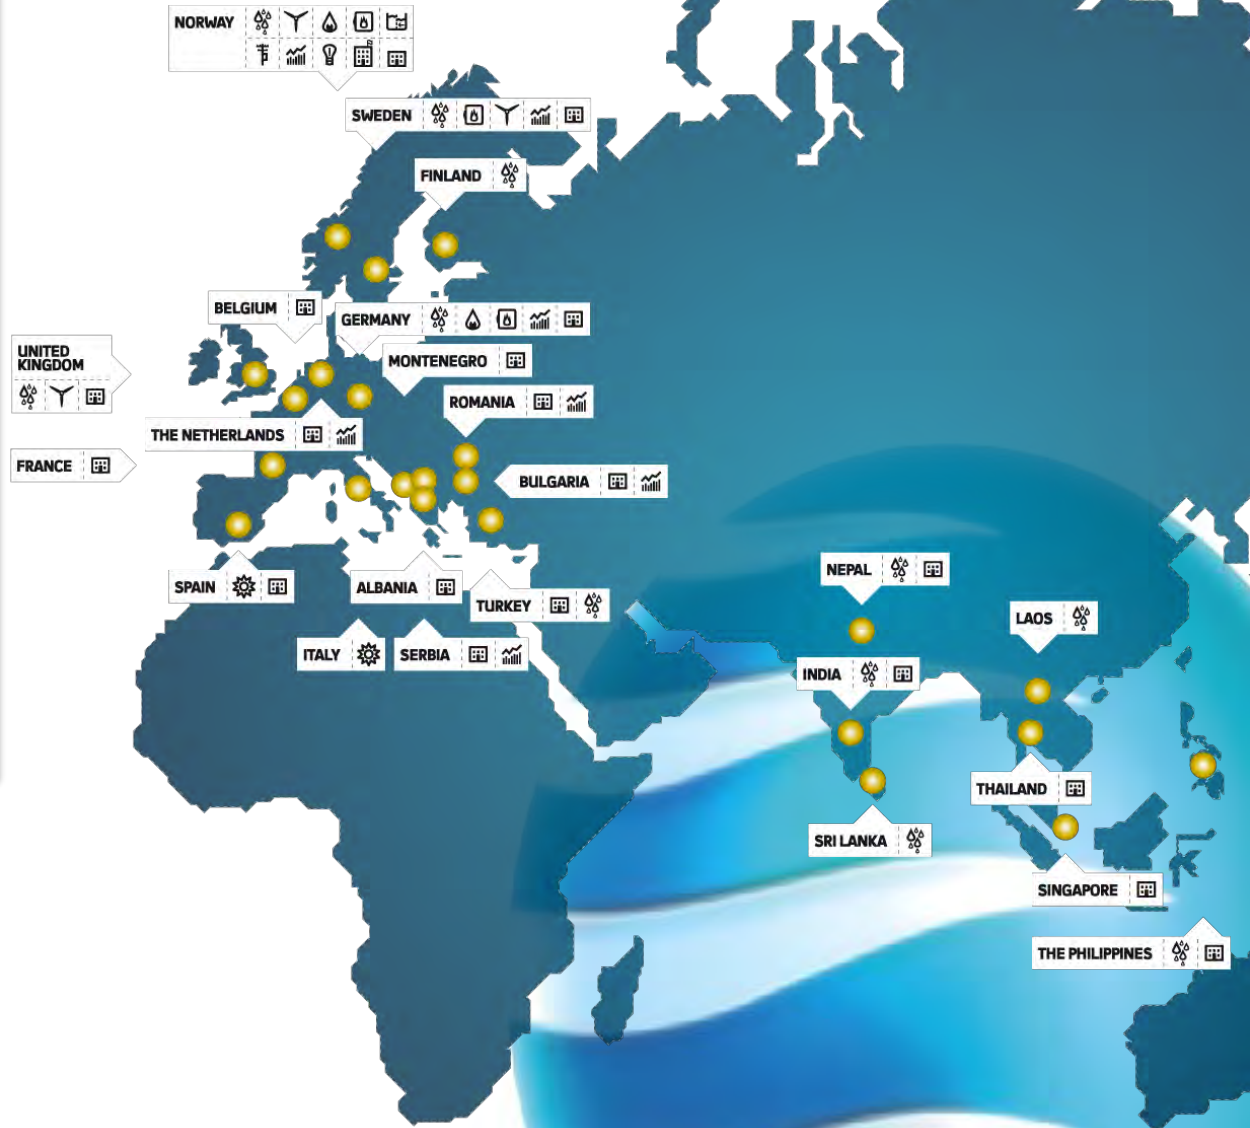 NORWAY
SWEDEN
FINLAND
BELGIUM
GERMANY
UNITED
KINGDOM
MONTENEGRO
ROMANIA
THE NETHERLANDS
FRANCE
BULGARIA
SPAIN
ALBANIA
TURKEY
ITALY
SERBIA
NEPAL
LAOS
INDIA
THAILAND
SRI LANKA
SINGAPORE
THE PHILIPPINES